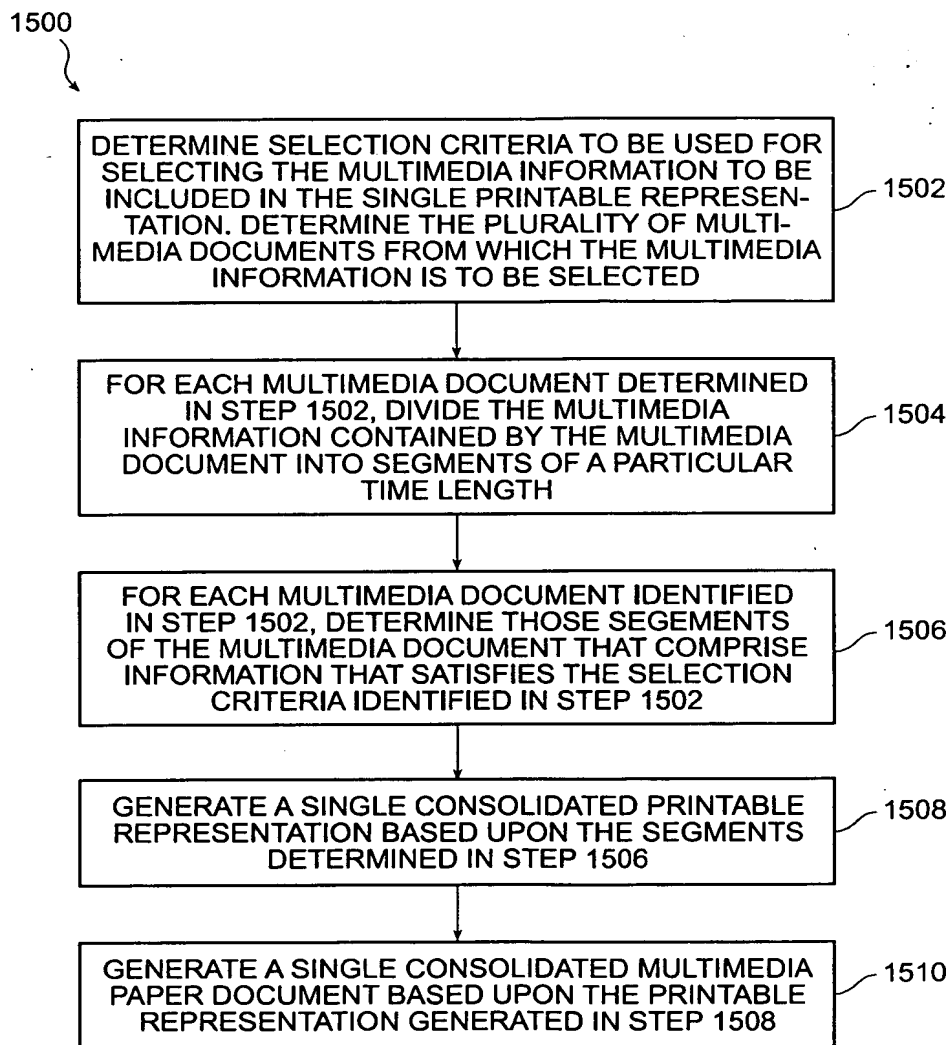 1500
DETERMINE SELECTION CRITERIA TO BE USED FOR
SELECTING THE MULTIMEDIA INFORMATION TO BE
INCLUDED IN THE SINGLE PRINTABLE REPRESEN-
TATION. DETERMINE THE PLURALITY OF MULTI-
MEDIA DOCUMENTS FROM WHICH THE MULTIMEDIA
INFORMATION IS TO BE SELECTED
1502
FOR EACH MULTIMEDIA DOCUMENT DETERMINED
IN STEP 1502, DIVIDE THE MULTIMEDIA
INFORMATION CONTAINED BY THE MULTIMEDIA
DOCUMENT INTO SEGMENTS OF A PARTICULAR
TIME LENGTH
1504
FOR EACH MULTIMEDIA DOCUMENT IDENTIFIED
IN STEP 1502, DETERMINE THOSE SEGEMENTS
OF THE MULTIMEDIA DOCUMENT THAT COMPRISE
INFORMATION THAT SATISFIES THE SELECTION
CRITERIA IDENTIFIED IN STEP 1502
1506
GENERATE A SINGLE CONSOLIDATED PRINTABLE
REPRESENTATION BASED UPON THE SEGMENTS
DETERMINED IN STEP 1506
1508
GENERATE A SINGLE CONSOLIDATED MULTIMEDIA
PAPER DOCUMENT BASED UPON THE PRINTABLE
REPRESENTATION GENERATED IN STEP 1508
1510